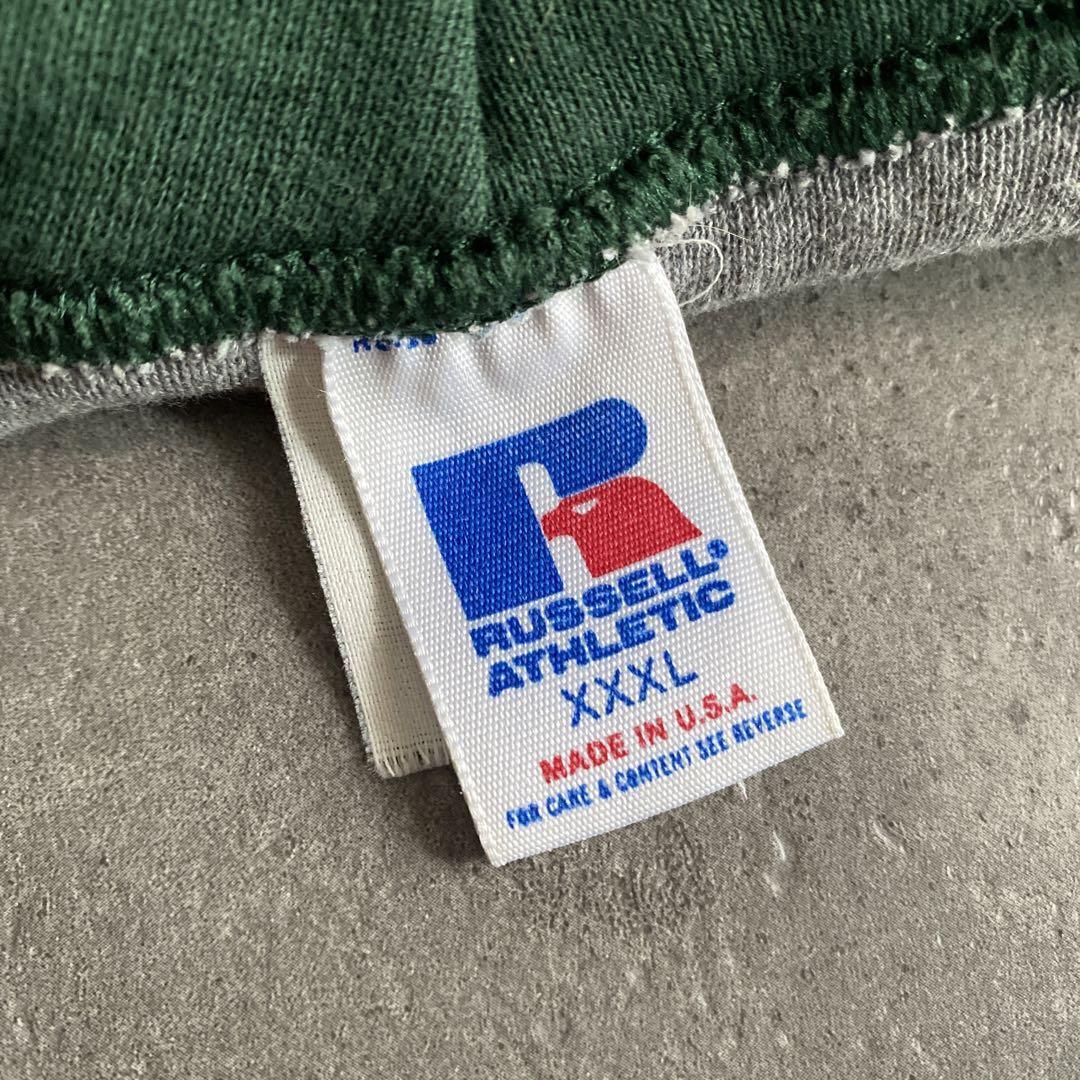 R
RUSSELL®
ATHLETIC
XXXL
MADE IN U.S.A.
FOR CARE & CONTENT SEE REVERSE